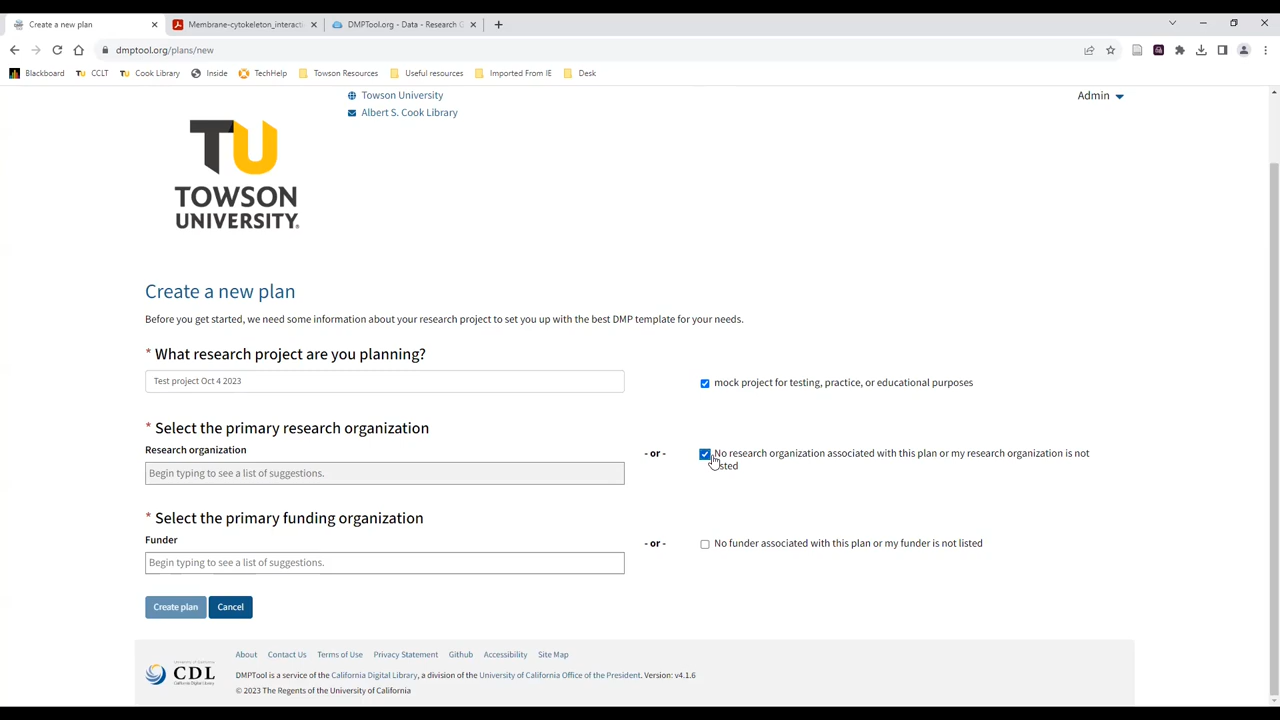 Create a new plan
Membrane-cytokeleton_interacti
DMPTool.org - Data - Research G
dmptool.org/plans/new
Blackboard
TU CCLT
TU Cook Library
Inside
TechHelp
Towson Resources
Useful resources
Imported From IE
Desk
Towson University
Albert S. Cook Library
Admin
TU
TOWSON
UNIVERSITY.
Create a new plan
Before you get started, we need some information about your research project to set you up with the best DMP template for your needs.
* What research project are you planning?
Test project Oct 4 2023
mock project for testing, practice, or educational purposes
* Select the primary research organization
Research organization
Begin typing to see a list of suggestions.
- or -
No research organization associated with this plan or my research organization is not
sted
* Select the primary funding organization
Funder
Begin typing to see a list of suggestions.
- or -
No funder associated with this plan or my funder is not listed
Create plan
Cancel
CDL
About
Contact Us
Terms of Use
Privacy Statement
Github
Accessibility
Site Map
DMPTool is a service of the California Digital Library, a division of the University of California Office of the President. Version: v4.1.6
© 2023 The Regents of the University of California